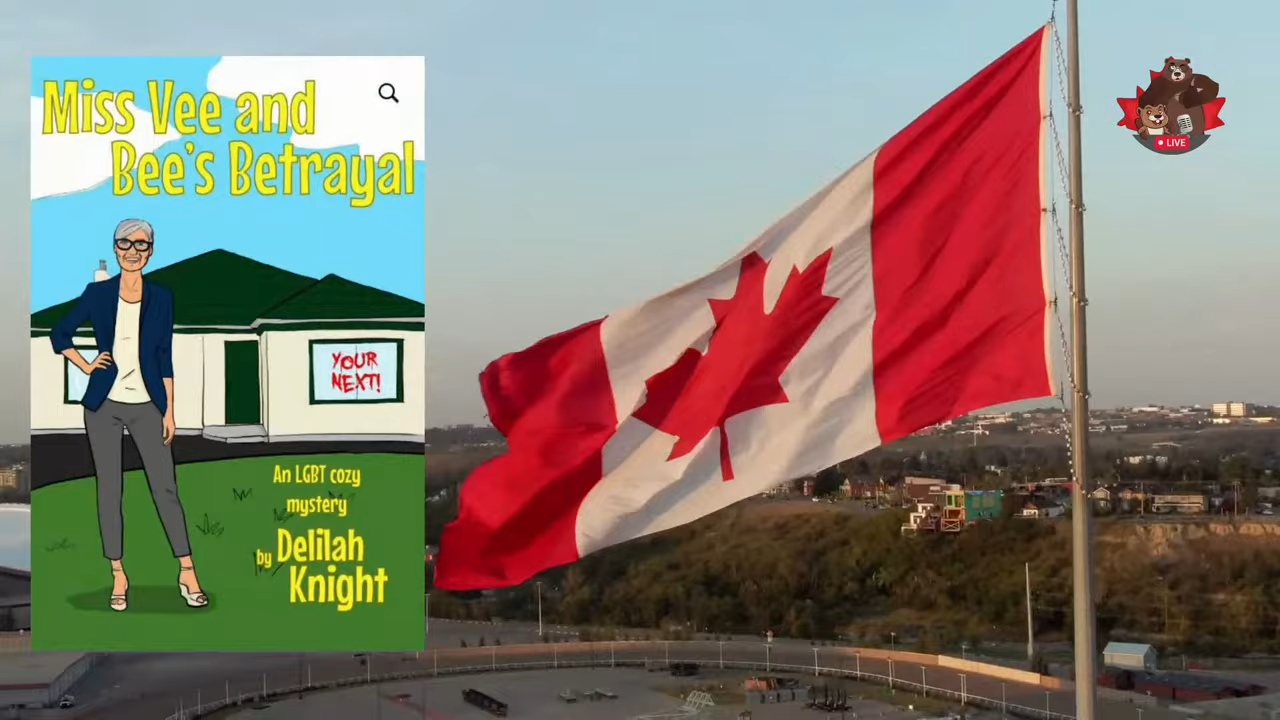 Miss Vee and
Bee's Betrayal
YOUR
NEXT!
An LGBT cozy
mystery
by Delilah
Knight
LIVE